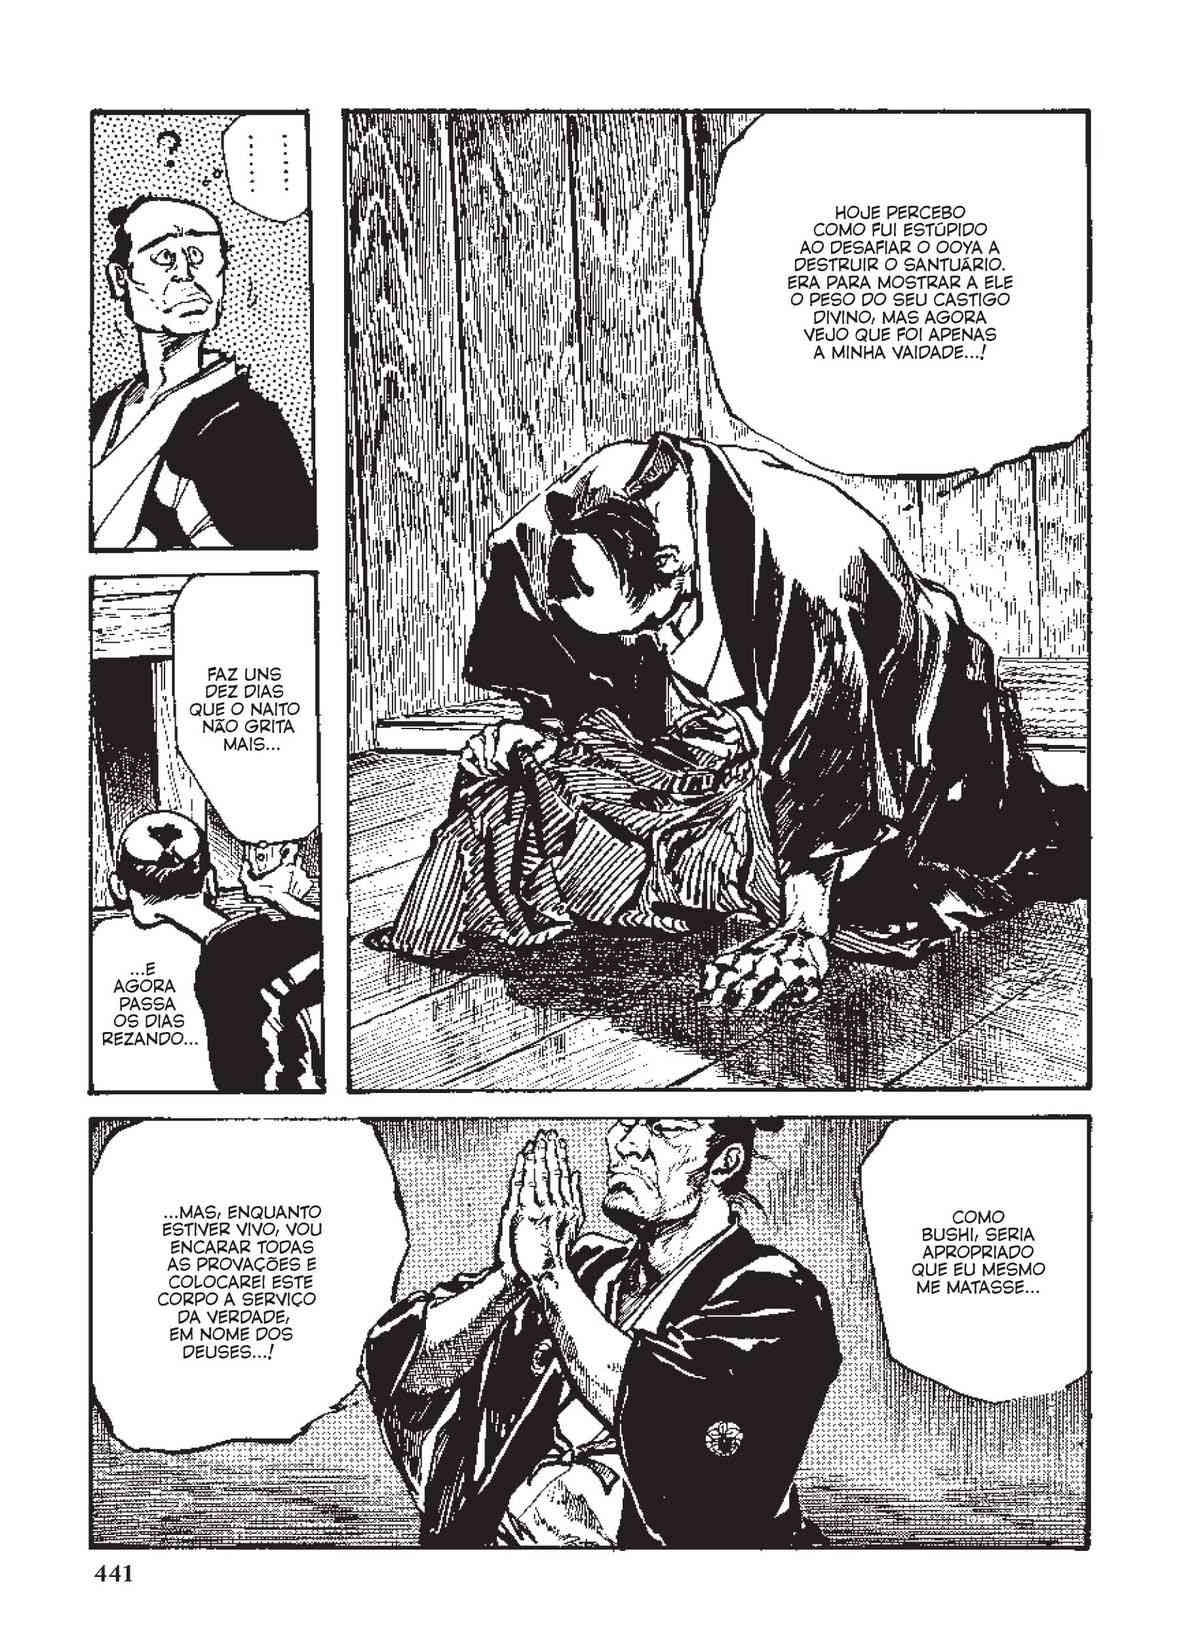 HOJE PERCEBO
COMO FUI ESTÚPIDO
AO DESAFIAR O OOYA A
DESTRUIR O SANTUÁRIO.
ERA PARA MOSTRAR A ELE
O PESO DO SEU CASTIGO
DIVINO, MAS AGORA
VEJO QUE FOI APENAS
A MINHA VAIDADE...!
?
......
......
FAZ UNS
DEZ DIAS
QUE O NAITO
NÃO GRITA
MAIS...
...E
AGORA
PASSA
OS DIAS
REZANDO...
COMO
BUSHI, SERIA
APROPRIADO
QUE EU MESMO
ME MATASSE...
...MAS, ENQUANTO
ESTIVER VIVO, VOU
ENCARAR TODAS
AS PROVAÇÕES E
COLOCAREI ESTE
CORPO A SERVIÇO
DA VERDADE,
EM NOME DOS
DEUSES...!
441